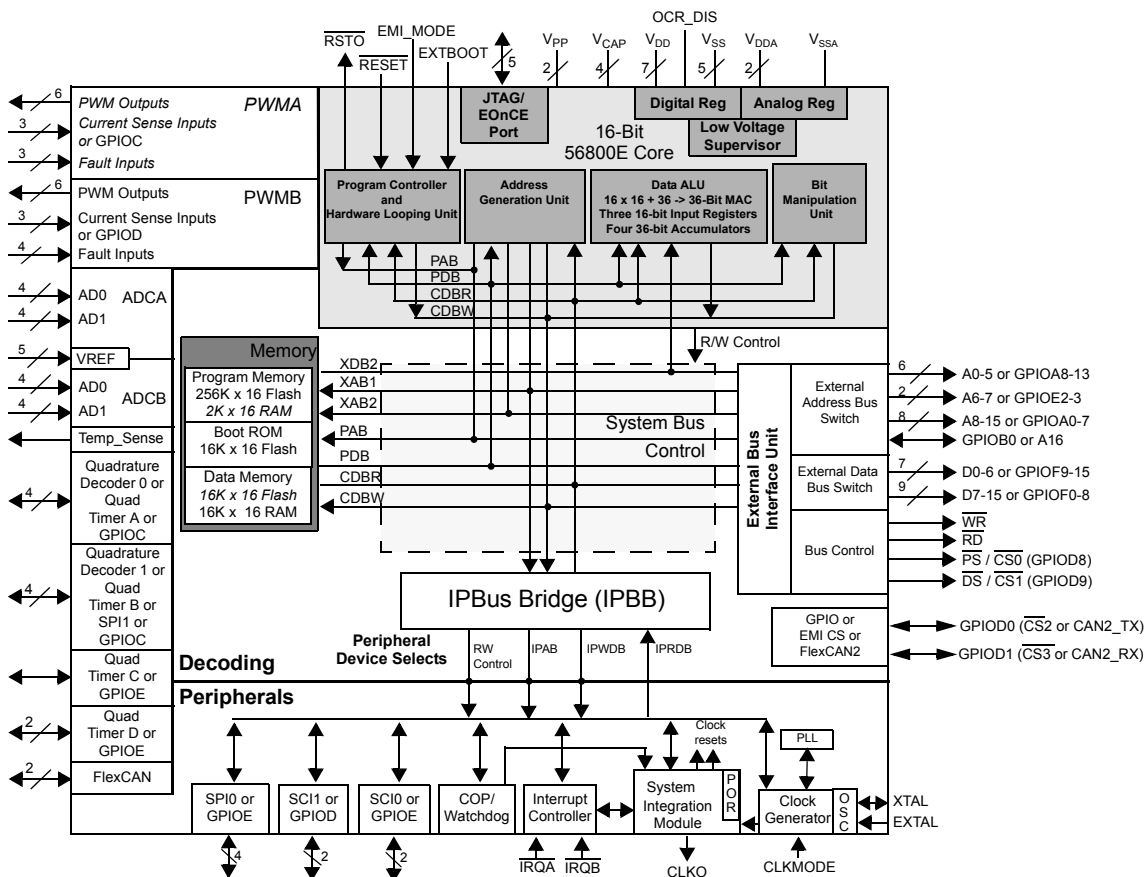 OCR_DIS
RSTO
EMI_MODE
RESET
EXTBOOT
5
VPP
2
VCAP
4
VDD
7
VSS
5
VDDA
2
VSSA
6
PWM Outputs
PWMA
3
Current Sense Inputs
or GPIOC
3
Fault Inputs
6
PWM Outputs
PWMB
3
Current Sense Inputs
or GPIOD
4
Fault Inputs
JTAG/
EOnCE
Port
Digital Reg
Analog Reg
Low Voltage
Supervisor
16-Bit
56800E Core
Program Controller
and
Hardware Looping Unit
Address
Generation Unit
Data ALU
16 x 16 + 36 -> 36-Bit MAC
Three 16-bit Input Registers
Four 36-bit Accumulators
Bit
Manipulation
Unit
PAB
PDB
CDBR
CDBW
4
AD0
ADCA
4
AD1
5
VREF
4
AD0
ADCB
4
AD1
Temp_Sense
4
Quadrature
Decoder 0 or
Quad
Timer A or
GPIOC
4
Quadrature
Decoder 1 or
Quad
Timer B or
SPI1 or
GPIOC
Quad
Timer C or
GPIOE
2
Quad
Timer D or
GPIOE
2
FlexCAN
Memory
Program Memory
256K x 16 Flash
2K x 16 RAM
Boot ROM
16K x 16 Flash
Data Memory
16K x 16 Flash
16K x 16 RAM
XDB2
XAB1
XAB2
PAB
PDB
CDBR
CDBW
R/W Control
System Bus
Control
External Bus
Interface Unit
External
Address Bus
Switch
External Data
Bus Switch
Bus Control
6
A0-5 or GPIOA8-13
2
A6-7 or GPIOE2-3
8
A8-15 or GPIOA0-7
GPIOB0 or A16
7
D0-6 or GPIOF9-15
9
D7-15 or GPIOF0-8
WR
RD
PS / CS0 (GPIOD8)
DS / CS1 (GPIOD9)
GPIO or
EMI CS or
FlexCAN2
GPIOD0 (CS2 or CAN2_TX)
GPIOD1 (CS3 or CAN2_RX)
IPBus Bridge (IPBB)
Peripheral
Device Selects
RW
Control
IPAB
IPWDB
IPRDB
Decoding
Peripherals
Clock
resets
PLL
SPI0 or
GPIOE
SCI1 or
GPIOD
SCI0 or
GPIOE
COP/
Watchdog
Interrupt
Controller
System
Integration
Module
P
O
R
Clock
Generator
O
S
C
XTAL
EXTAL
4
2
2
IRQA
IRQB
CLKO
CLKMODE